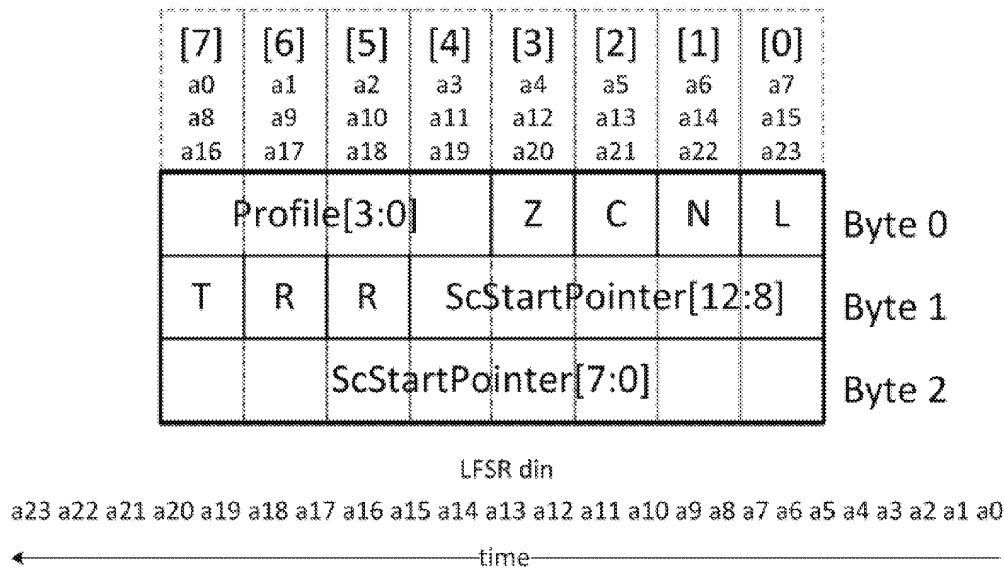 [7] [6] [5] [4] [3] [2] [1] [0]
a0 a1 a2 a3 a4 a5 a6 a7
a8 a9 a10 a11 a12 a13 a14 a15
a16 a17 a18 a19 a20 a21 a22 a23
Profile[3:0] Z C N L Byte 0
T R R ScStartPointer[12:8] Byte 1
ScStartPointer[7:0] Byte 2
LFSR din
a23 a22 a21 a20 a19 a18 a17 a16 a15 a14 a13 a12 a11 a10 a9 a8 a7 a6 a5 a4 a3 a2 a1 a0
time